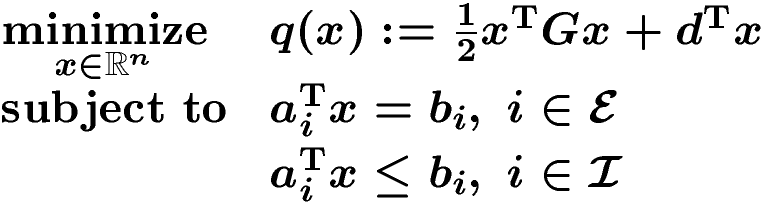 minimize q(x) := ½xᵀGx + dᵀx
x∈ℝⁿ
subject to aᵢᵀx = bᵢ, i ∈ ℰ
aᵢᵀx ≤ bᵢ, i ∈ ℐ